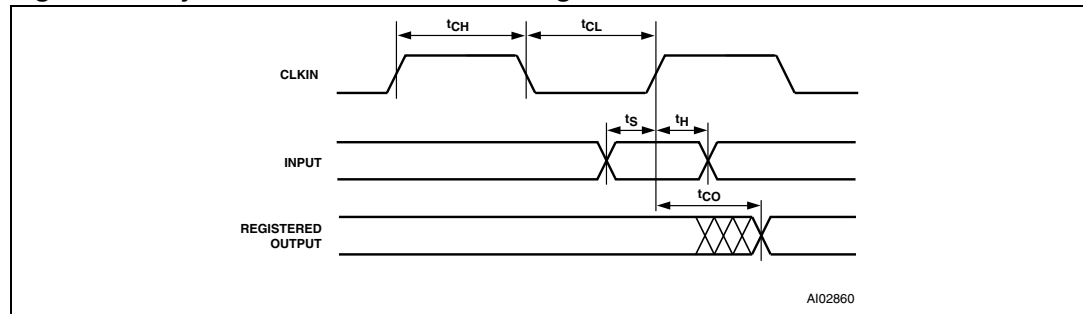 tCH
tCL
CLKIN
tS
tH
INPUT
tCO
REGISTERED
OUTPUT
AI02860